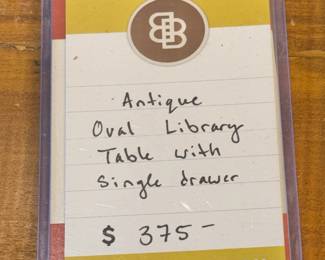 Antique
Oval Library
Table with
Single drawer
$ 375-